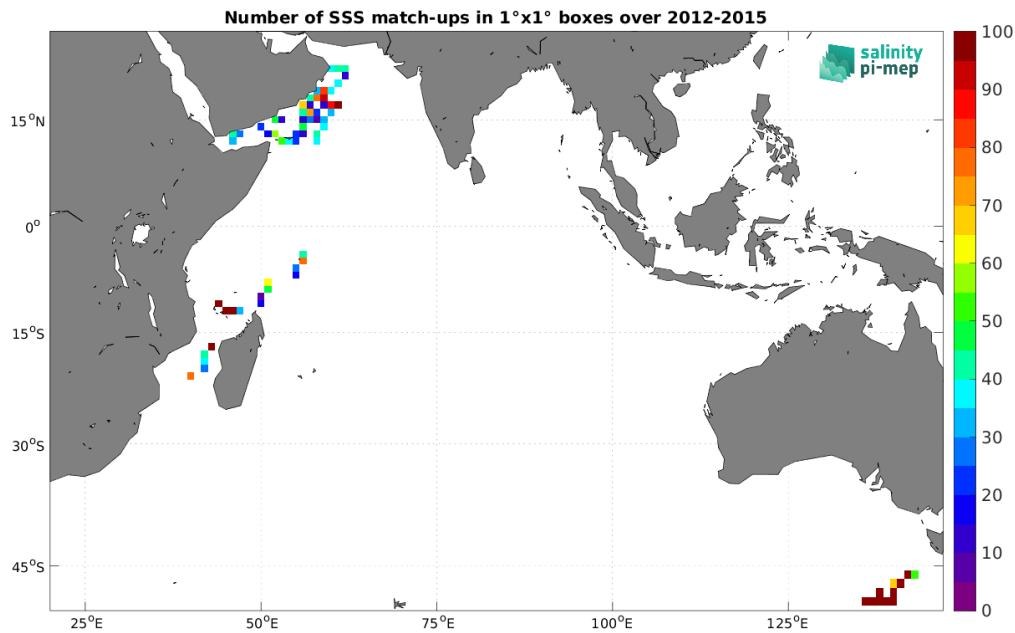 Number of SSS match-ups in 1°x1° boxes over 2012-2015
salinity
pi-mep
15°N
0°
15°S
30°S
45°S
25°E
50°E
75°E
100°E
125°E
100
90
80
70
60
50
40
30
20
10
0